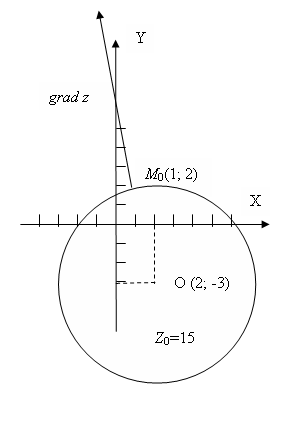 Y
grad z
M₀(1; 2)
X
O (2; -3)
Z₀=15